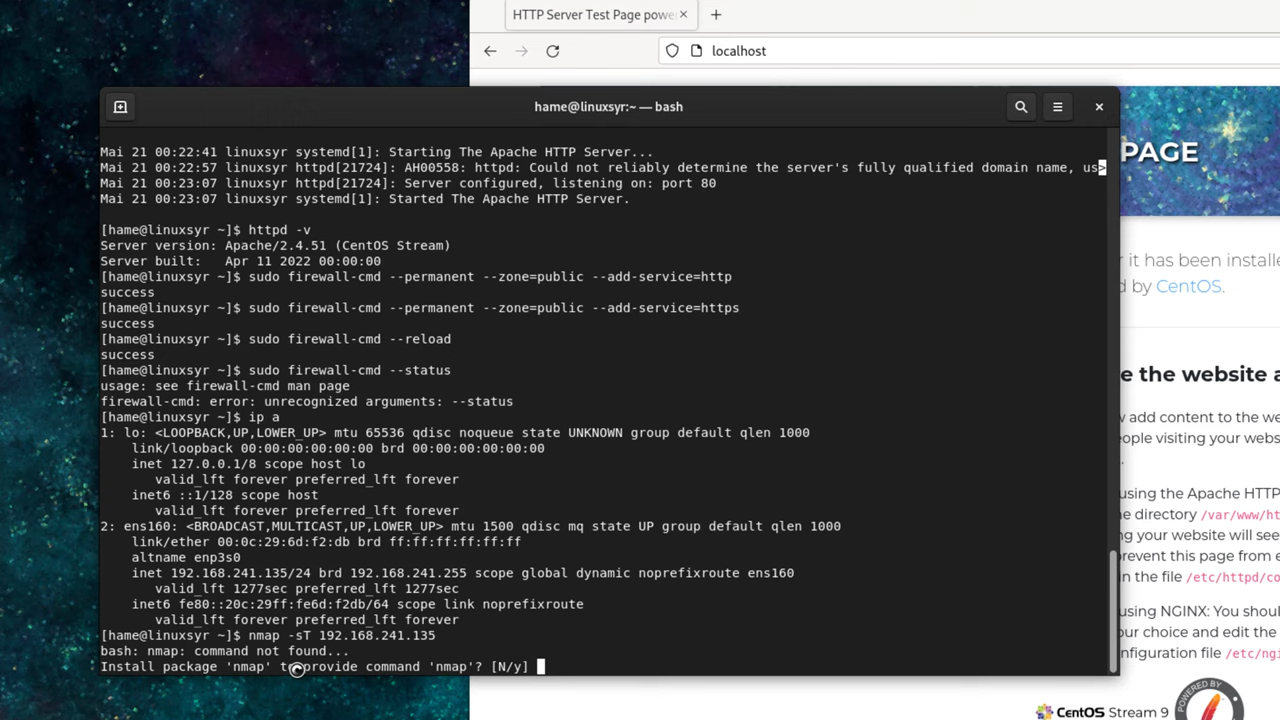 HTTP Server Test Page powe
localhost
hame@linuxsyr:~ — bash
Mai 21 00:22:41 linuxsyr systemd[1]: Starting The Apache HTTP Server...
Mai 21 00:22:57 linuxsyr httpd[21724]: AH00558: httpd: Could not reliably determine the server's fully qualified domain name, us>
Mai 21 00:23:07 linuxsyr httpd[21724]: Server configured, listening on: port 80
Mai 21 00:23:07 linuxsyr systemd[1]: Started The Apache HTTP Server.
[hame@linuxsyr ~]$ httpd -v
Server version: Apache/2.4.51 (CentOS Stream)
Server built:   Apr 11 2022 00:00:00
[hame@linuxsyr ~]$ sudo firewall-cmd --permanent --zone=public --add-service=http
success
[hame@linuxsyr ~]$ sudo firewall-cmd --permanent --zone=public --add-service=https
success
[hame@linuxsyr ~]$ sudo firewall-cmd --reload
success
[hame@linuxsyr ~]$ sudo firewall-cmd --status
usage: see firewall-cmd man page
firewall-cmd: error: unrecognized arguments: --status
[hame@linuxsyr ~]$ ip a
1: lo: <LOOPBACK,UP,LOWER_UP> mtu 65536 qdisc noqueue state UNKNOWN group default qlen 1000
link/loopback 00:00:00:00:00:00 brd 00:00:00:00:00:00
inet 127.0.0.1/8 scope host lo
valid_lft forever preferred_lft forever
inet6 ::1/128 scope host
valid_lft forever preferred_lft forever
2: ens160: <BROADCAST,MULTICAST,UP,LOWER_UP> mtu 1500 qdisc mq state UP group default qlen 1000
link/ether 00:0c:29:6d:f2:db brd ff:ff:ff:ff:ff:ff
altname enp3s0
inet 192.168.241.135/24 brd 192.168.241.255 scope global dynamic noprefixroute ens160
valid_lft 1277sec preferred_lft 1277sec
inet6 fe80::20c:29ff:fe6d:f2db/64 scope link noprefixroute
valid_lft forever preferred_lft forever
[hame@linuxsyr ~]$ nmap -sT 192.168.241.135
bash: nmap: command not found...
Install package 'nmap' to provide command 'nmap'? [N/y]
PAGE
r it has been installe
d by CentOS.
e the website a
w add content to the we
eople visiting your webs
.
using the Apache HTTP
he directory /var/www/ht
ng your website will see
prevent this page from e
in the file /etc/httpd/co
using NGINX: You shoul
our choice and edit the
nfiguration file /etc/ngi
CentOS Stream 9
POWERED BY